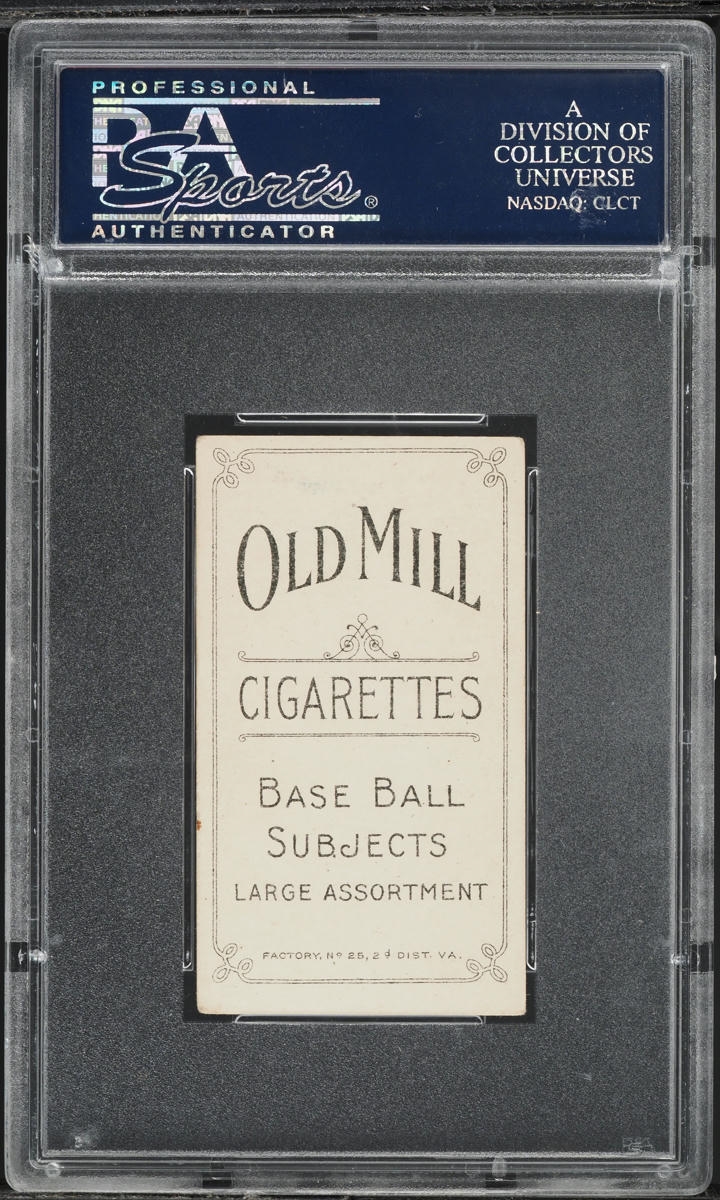 PROFESSIONAL
PSA
Sports®
AUTHENTICATOR
A
DIVISION OF
COLLECTORS
UNIVERSE
NASDAQ: CLCT
OLD MILL
CIGARETTES
BASE BALL
SUBJECTS
LARGE ASSORTMENT
FACTORY, Nº 25, 2d DIST. VA.